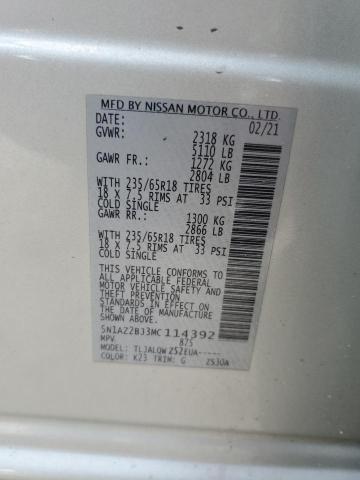 MFD BY NISSAN MOTOR CO., LTD.
02/21
GVWR: 2318 KG
5110 LB
GAWR FR.: 1272 KG
2804 LB
WITH 235/65R18 TIRES
18 X 7.5 RIMS AT 33 PSI
COLD SINGLE
GAWR RR.: 1300 KG
2866 LB
WITH 235/65R18 TIRES
18 X 7.5 RIMS AT 33 PSI
COLD SINGLE
THIS VEHICLE CONFORMS TO
ALL APPLICABLE FEDERAL
MOTOR VEHICLE SAFETY AND
THEFT PREVENTION
STANDARDS IN EFFECT ON
THE DATE OF MANUFACTURE
SHOWN ABOVE.
5N1AZ2BJ3MC114392
MPV 875
MODEL: TLJALQWZ52EUA-----
COLOR: K23 TRIM: G Z530A